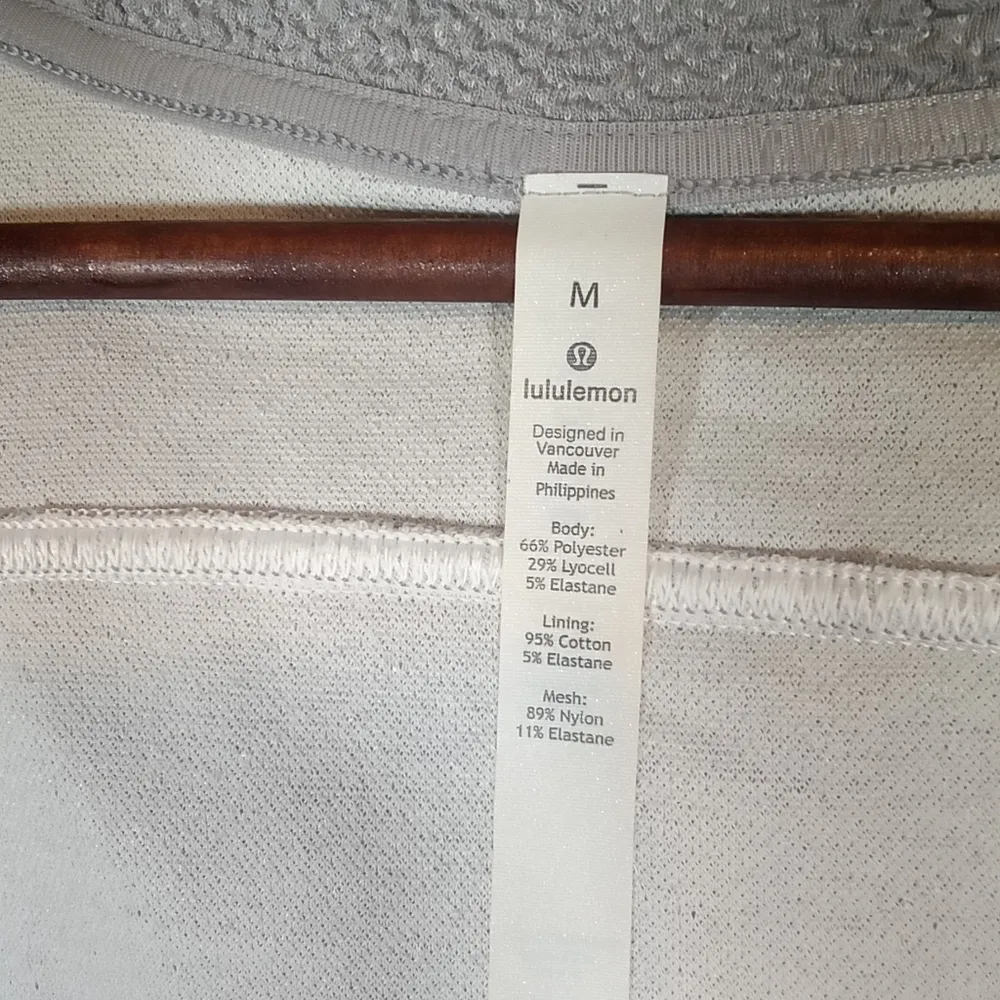 M
lululemon
Designed in
Vancouver
Made in
Philippines
Body:
66% Polyester
29% Lyocell
5% Elastane
Lining:
95% Cotton
5% Elastane
Mesh:
89% Nylon
11% Elastane